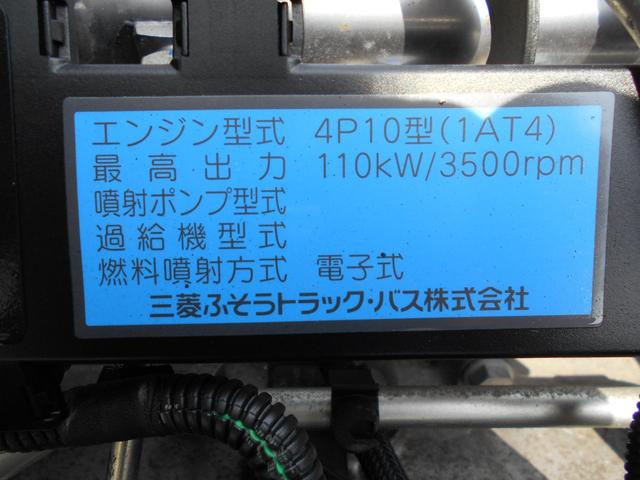 エンジン型式 4P10型(1AT4)
最高出力 110kW/3500rpm
噴射ポンプ型式
過給機型式
燃料噴射方式 電子式
三菱ふそうトラック・バス株式会社